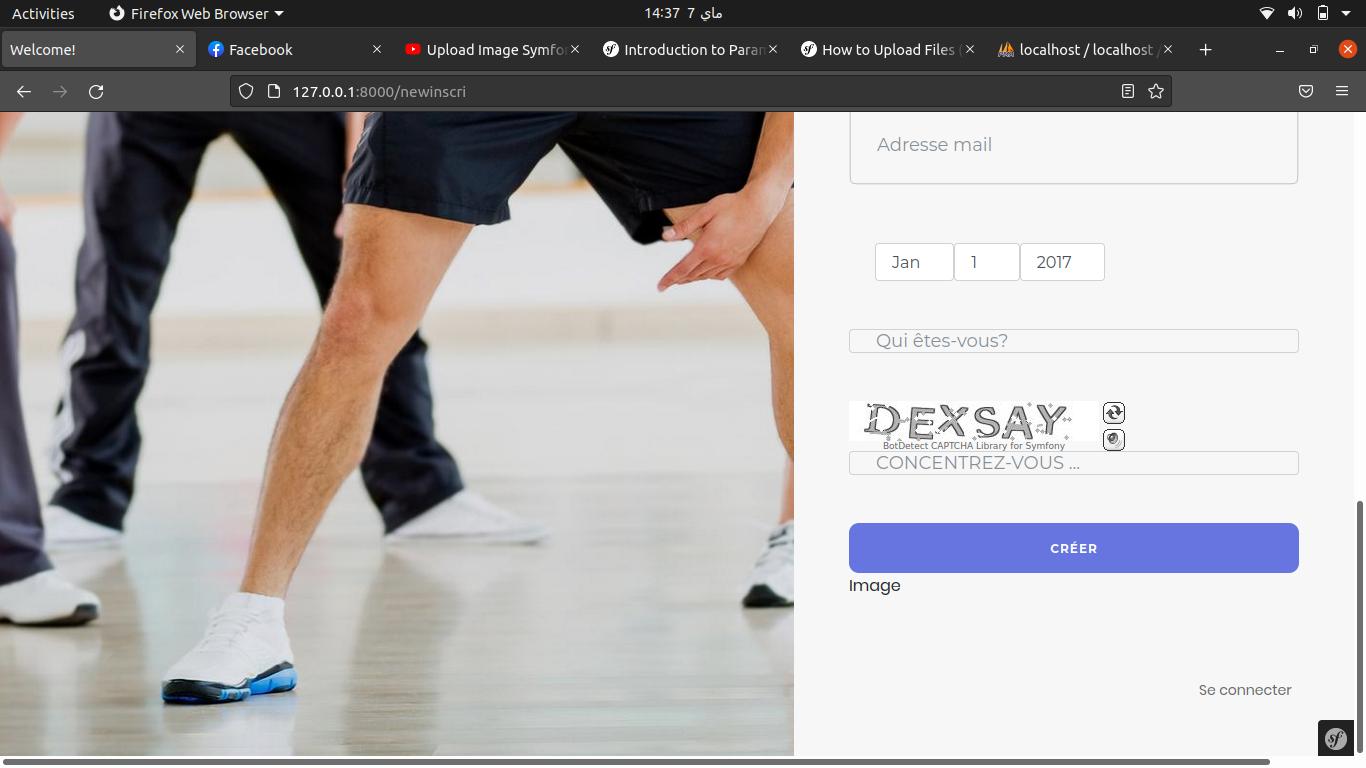 Activities
Firefox Web Browser
14:37 7 ماي
Welcome!
Facebook
Upload Image Symfo
Introduction to Param
How to Upload Files (
localhost / localhost /
127.0.0.1:8000/newinscri
Adresse mail
Jan
1
2017
Qui êtes-vous?
DEXSAY
BotDetect CAPTCHA Library for Symfony
CONCENTREZ-VOUS ...
CRÉER
Image
Se connecter
sf